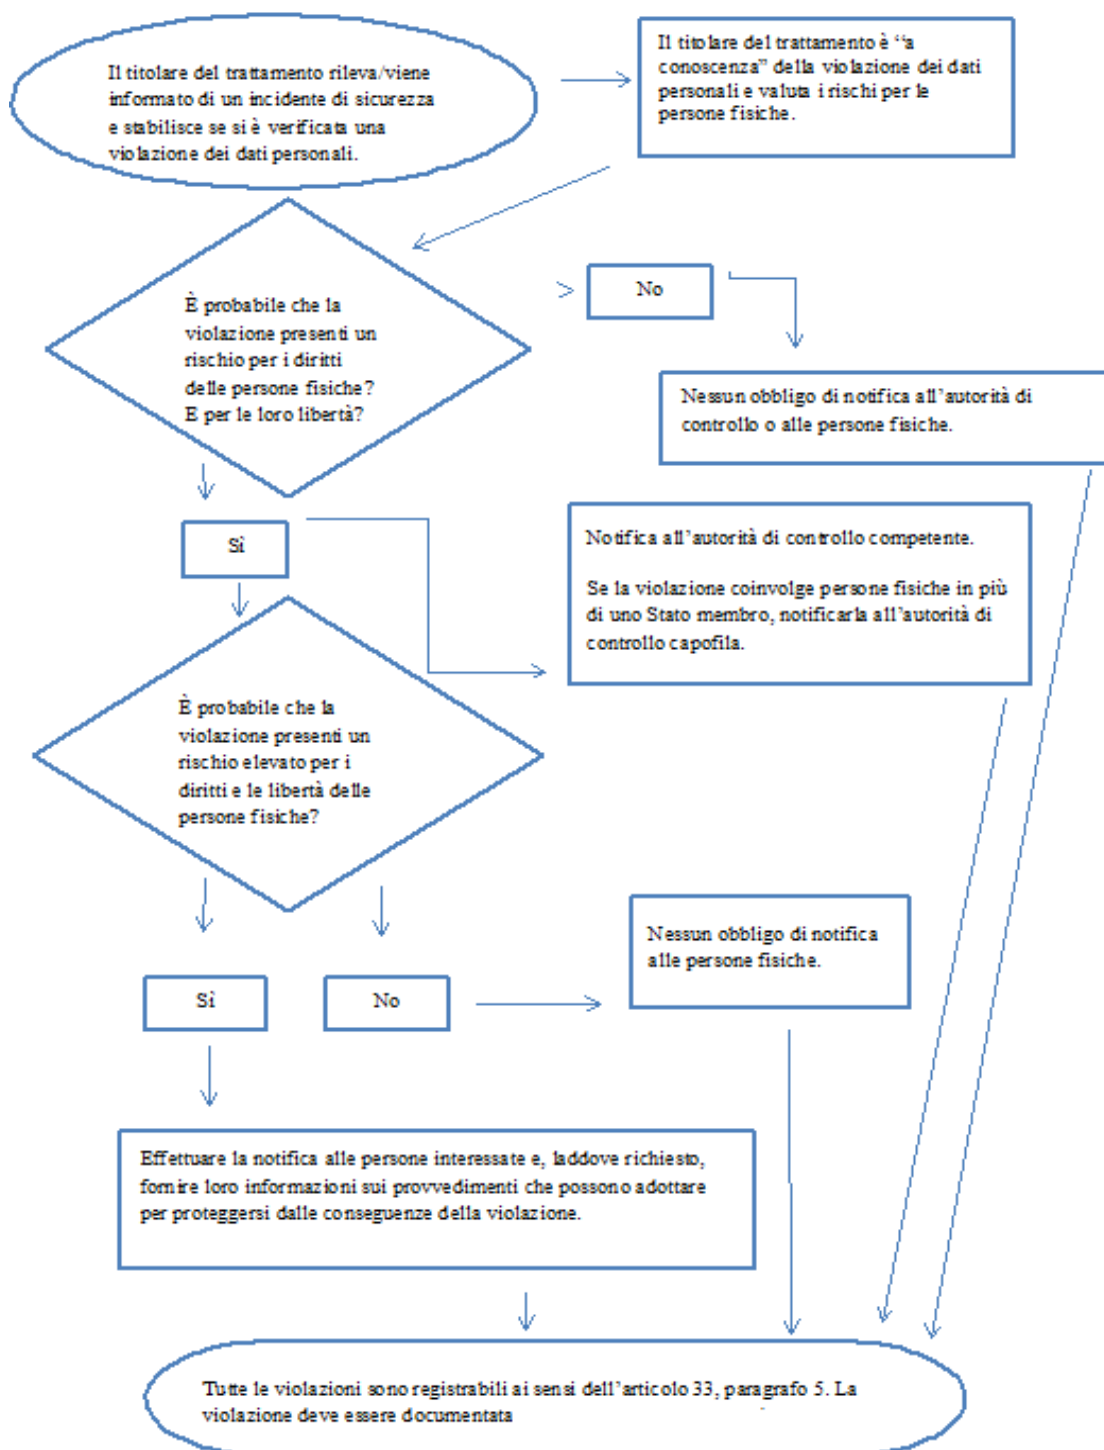 Il titolare del trattamento rileva/viene
informato di un incidente di sicurezza
e stabilisce se si è verificata una
violazione dei dati personali.
Il titolare del trattamento è “a
conoscenza” della violazione dei dati
personali e valuta i rischi per le
persone fisiche.
È probabile che la
violazione presenti un
rischio per i diritti
delle persone fisiche?
E per le loro libertà?
No
Nessun obbligo di notifica all’autorità di
controllo o alle persone fisiche.
Sì
Notifica all’autorità di controllo competente.
Se la violazione coinvolge persone fisiche in più
di uno Stato membro, notificarla all’autorità di
controllo capofila.
È probabile che la
violazione presenti un
rischio elevato per i
diritti e le libertà delle
persone fisiche?
Nessun obbligo di notifica
alle persone fisiche.
Sì
No
Effettuare la notifica alle persone interessate e, laddove richiesto,
fornire loro informazioni sui provvedimenti che possono adottare
per proteggersi dalle conseguenze della violazione.
Tutte le violazioni sono registrabili ai sensi dell’articolo 33, paragrafo 5. La
violazione deve essere documentata